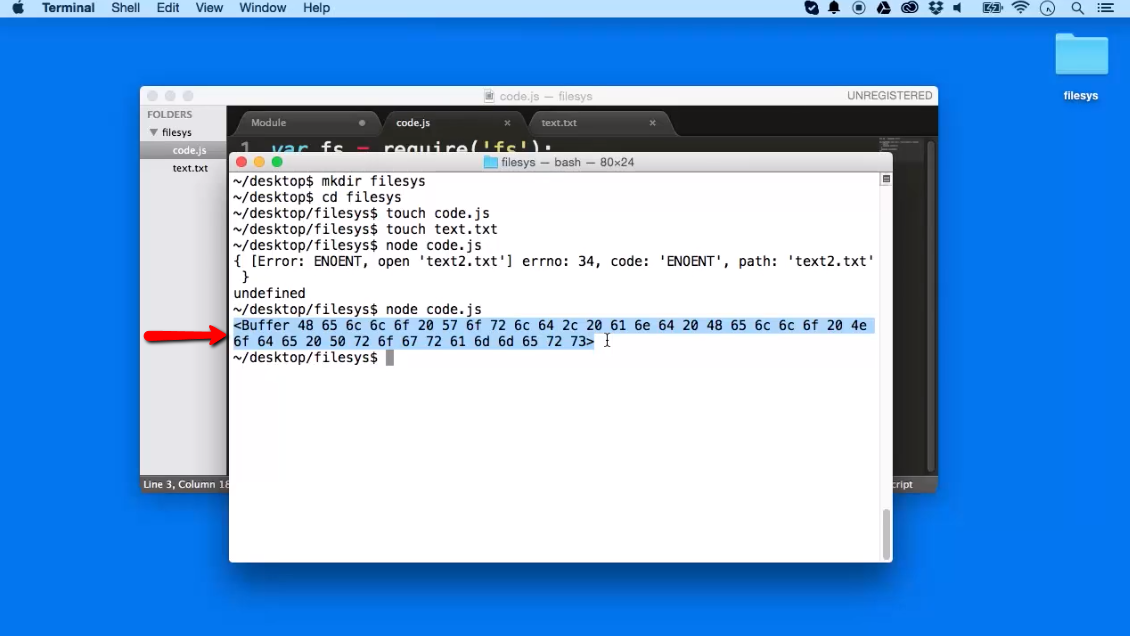 Terminal Shell Edit View Window Help
filesys
code.js — filesys
UNREGISTERED
FOLDERS
filesys
code.js
text.txt
Module code.js × text.txt ×
1 var fs = require('fs');
filesys — bash — 80×24
~/desktop$ mkdir filesys
~/desktop$ cd filesys
~/desktop/filesys$ touch code.js
~/desktop/filesys$ touch text.txt
~/desktop/filesys$ node code.js
{ [Error: ENOENT, open 'text2.txt'] errno: 34, code: 'ENOENT', path: 'text2.txt'
}
undefined
~/desktop/filesys$ node code.js
<Buffer 48 65 6c 6c 6f 20 57 6f 72 6c 64 2c 20 61 6e 64 20 48 65 6c 6c 6f 20 4e
6f 64 65 20 50 72 6f 67 72 61 6d 6d 65 72 73>
~/desktop/filesys$
Line 3, Column 18
cript